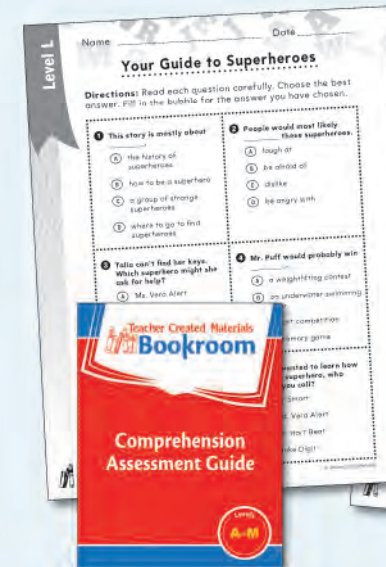 Level L
Name
Date
Your Guide to Superheroes
Directions: Read each question carefully. Choose the best
answer. Fill in the bubble for the answer you have chosen.
1 This story is mostly about
A the history of
superheroes
B how to be a superhero
C a group of strange
superheroes
D where to go to find
superheroes
2 People would most likely
these superheroes.
A laugh at
B be afraid of
C dislike
D be angry with
3 Talia can't find her keys.
Which superhero might she
ask for help?
A Ms. Vera Alert
4 Mr. Puff would probably win
A a weightlifting contest
B an underwater swimming
competition
memory game
wanted to learn how
superhero, who
you call?
Smart
Vera Alert
Teacher Created Materials
Bookroom
Comprehension
Assessment Guide
Levels
A–M